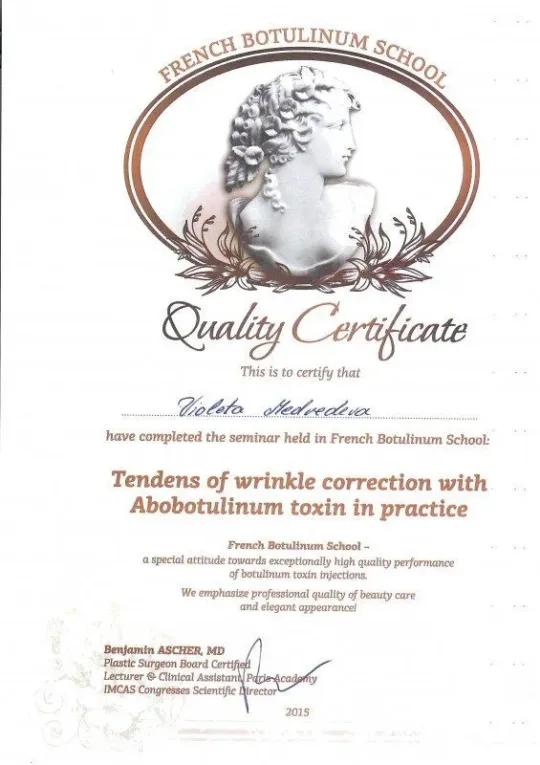 FRENCH BOTULINUM SCHOOL
Quality Certificate
This is to certify that
Violeta Medvedeva
have completed the seminar held in French Botulinum School:
Tendens of wrinkle correction with
Abobotulinum toxin in practice
French Botulinum School –
a special attitude towards exceptionally high quality performance
of botulinum toxin injections.
We emphasize professional quality of beauty care
and elegant appearance!
Benjamin ASCHER, MD
Plastic Surgeon Board Certified
Lecturer & Clinical Assistant, Paris Academy
IMCAS Congresses Scientific Director
2015